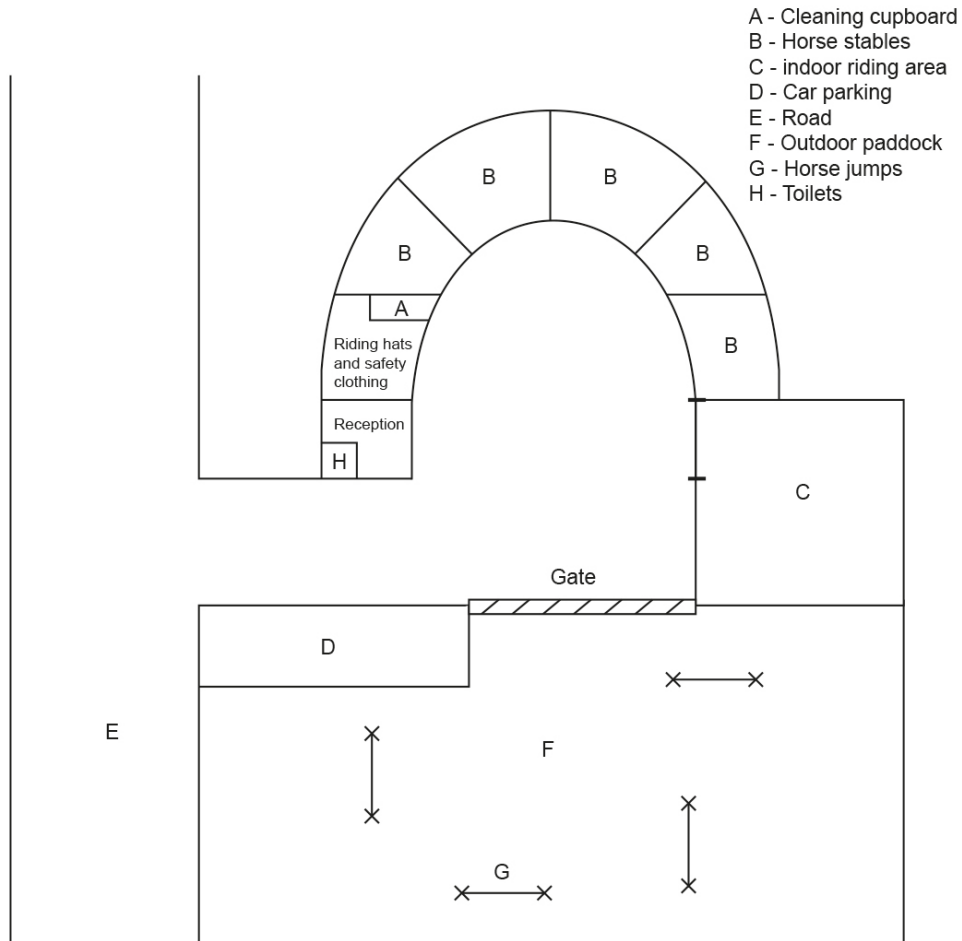 A - Cleaning cupboard
B - Horse stables
C - indoor riding area
D - Car parking
E - Road
F - Outdoor paddock
G - Horse jumps
H - Toilets
B
B
B
B
A
Riding hats
and safety
clothing
B
Reception
H
C
Gate
D
E
F
G